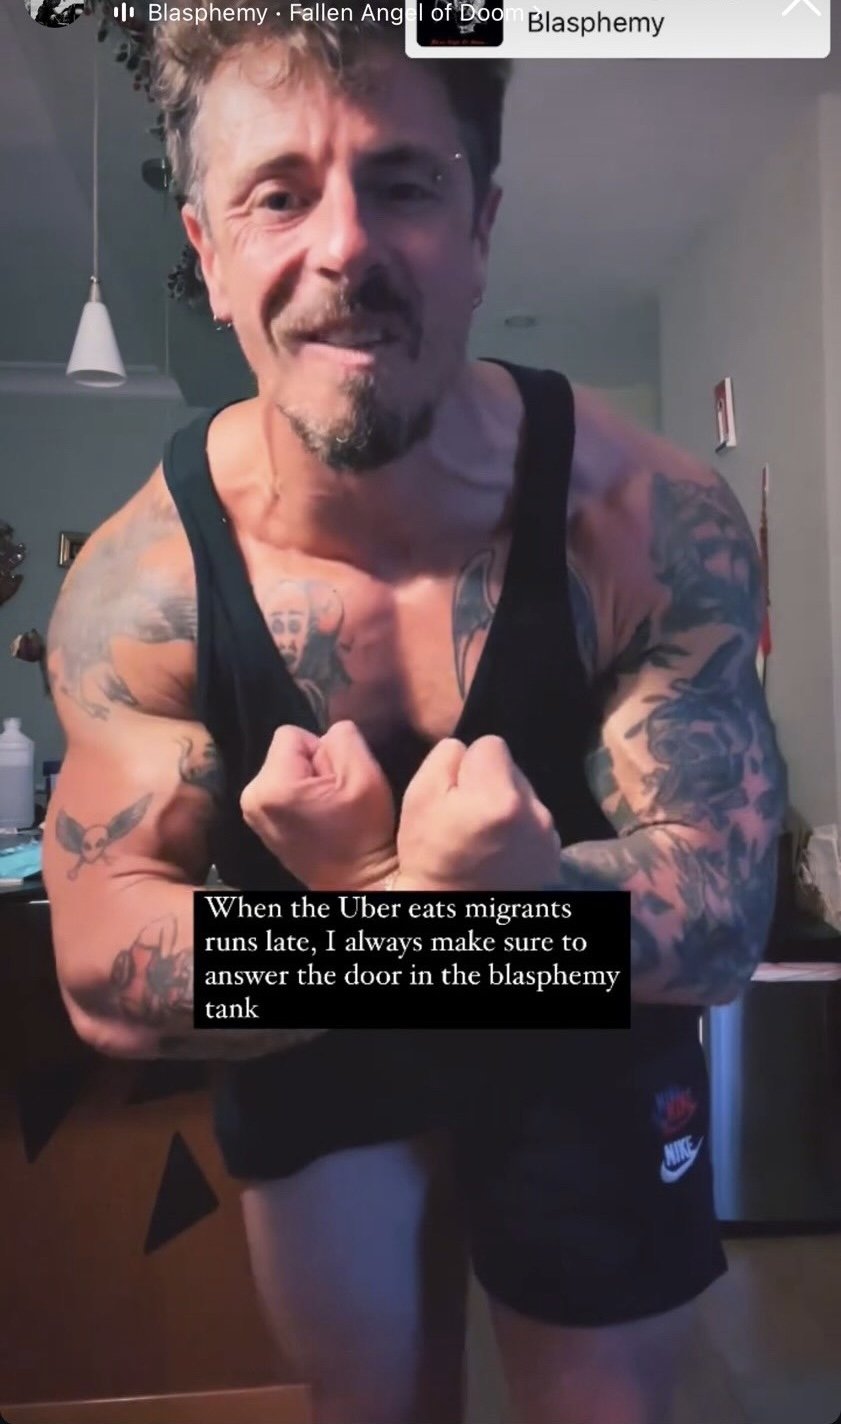 Blasphemy · Fallen Angel of Doom
Blasphemy
When the Uber eats migrants
runs late, I always make sure to
answer the door in the blasphemy
tank
NIKE
NIKE